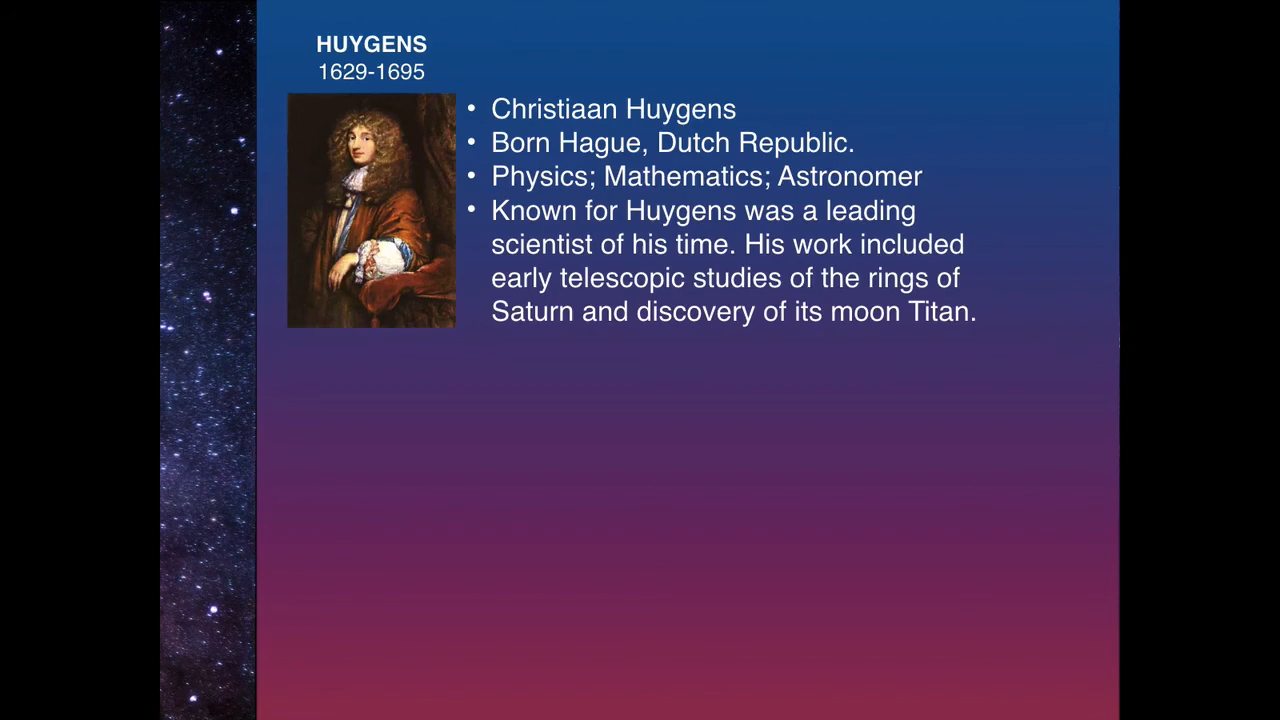 HUYGENS
1629-1695
• Christiaan Huygens
• Born Hague, Dutch Republic.
• Physics; Mathematics; Astronomer
• Known for Huygens was a leading
scientist of his time. His work included
early telescopic studies of the rings of
Saturn and discovery of its moon Titan.